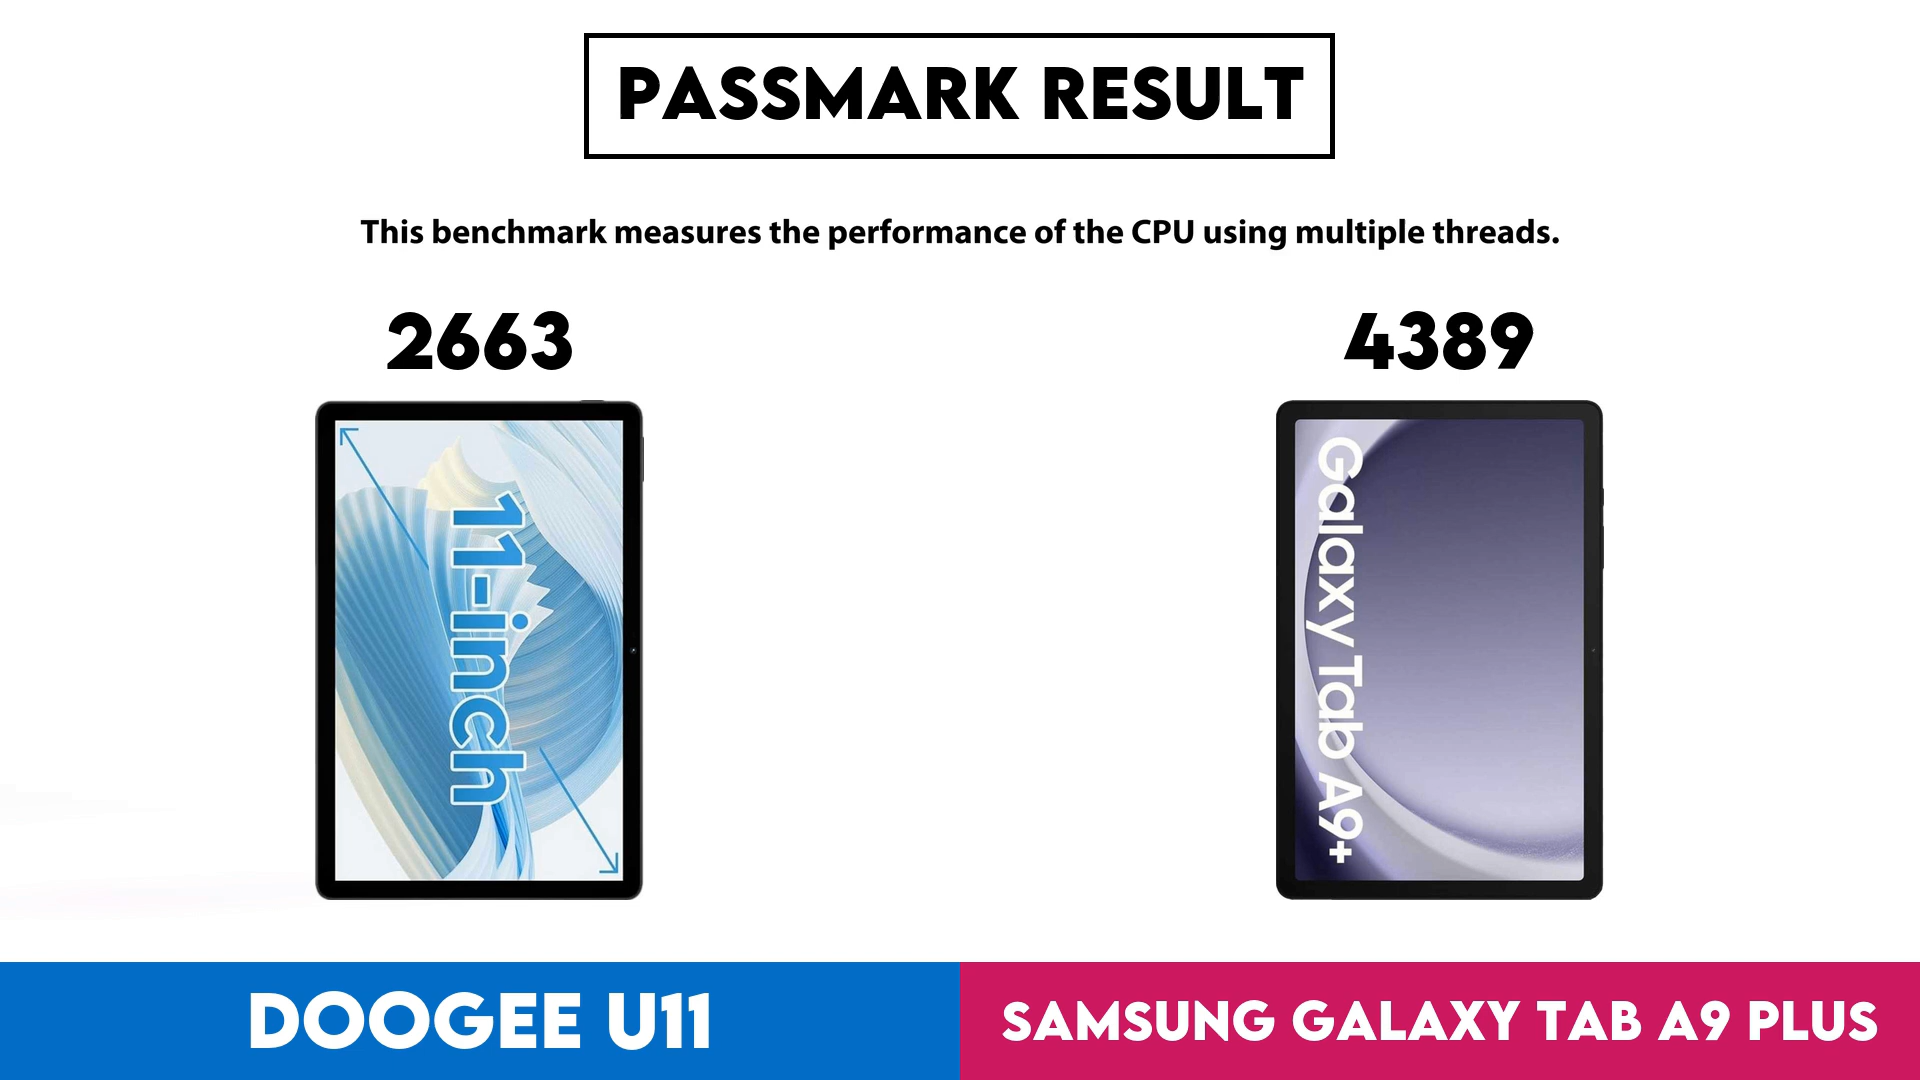 PASSMARK RESULT
This benchmark measures the performance of the CPU using multiple threads.
2663
4389
11-inch
Galaxy Tab A9+
DOOGEE U11
SAMSUNG GALAXY TAB A9 PLUS